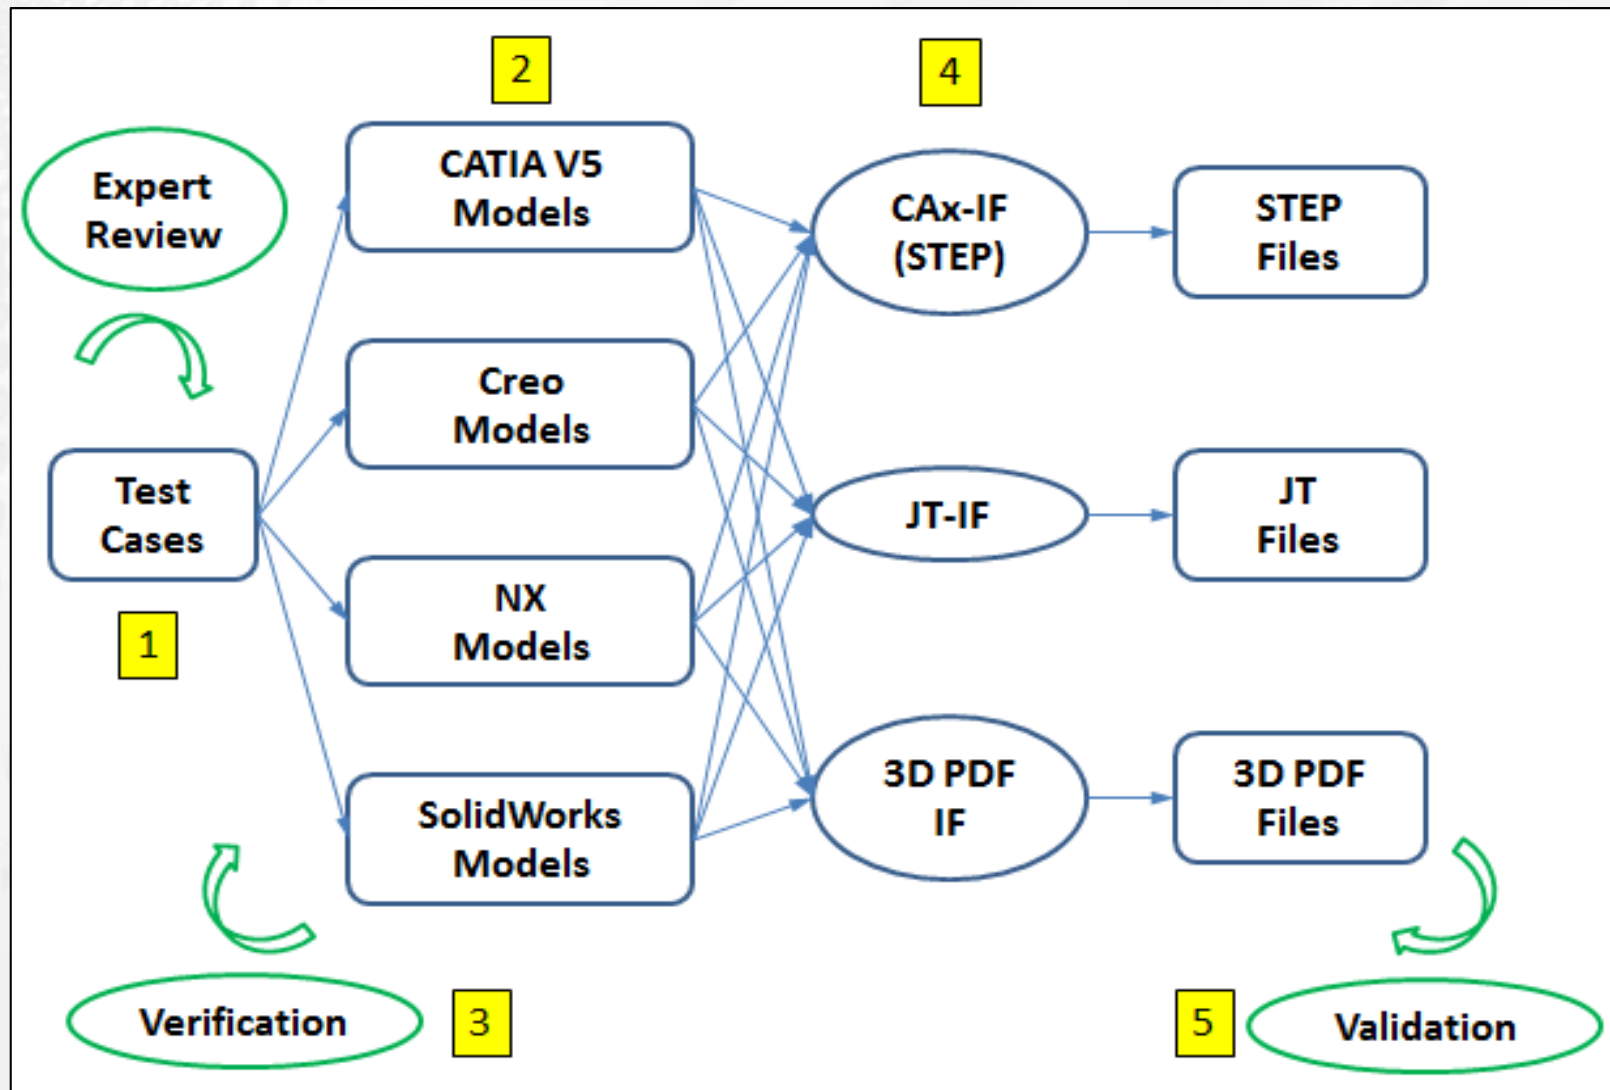 2
4
Expert
Review
CATIA V5
Models
CAx-IF
(STEP)
STEP
Files
Creo
Models
Test
Cases
JT-IF
JT
Files
1
NX
Models
SolidWorks
Models
3D PDF
IF
3D PDF
Files
Verification
3
5
Validation